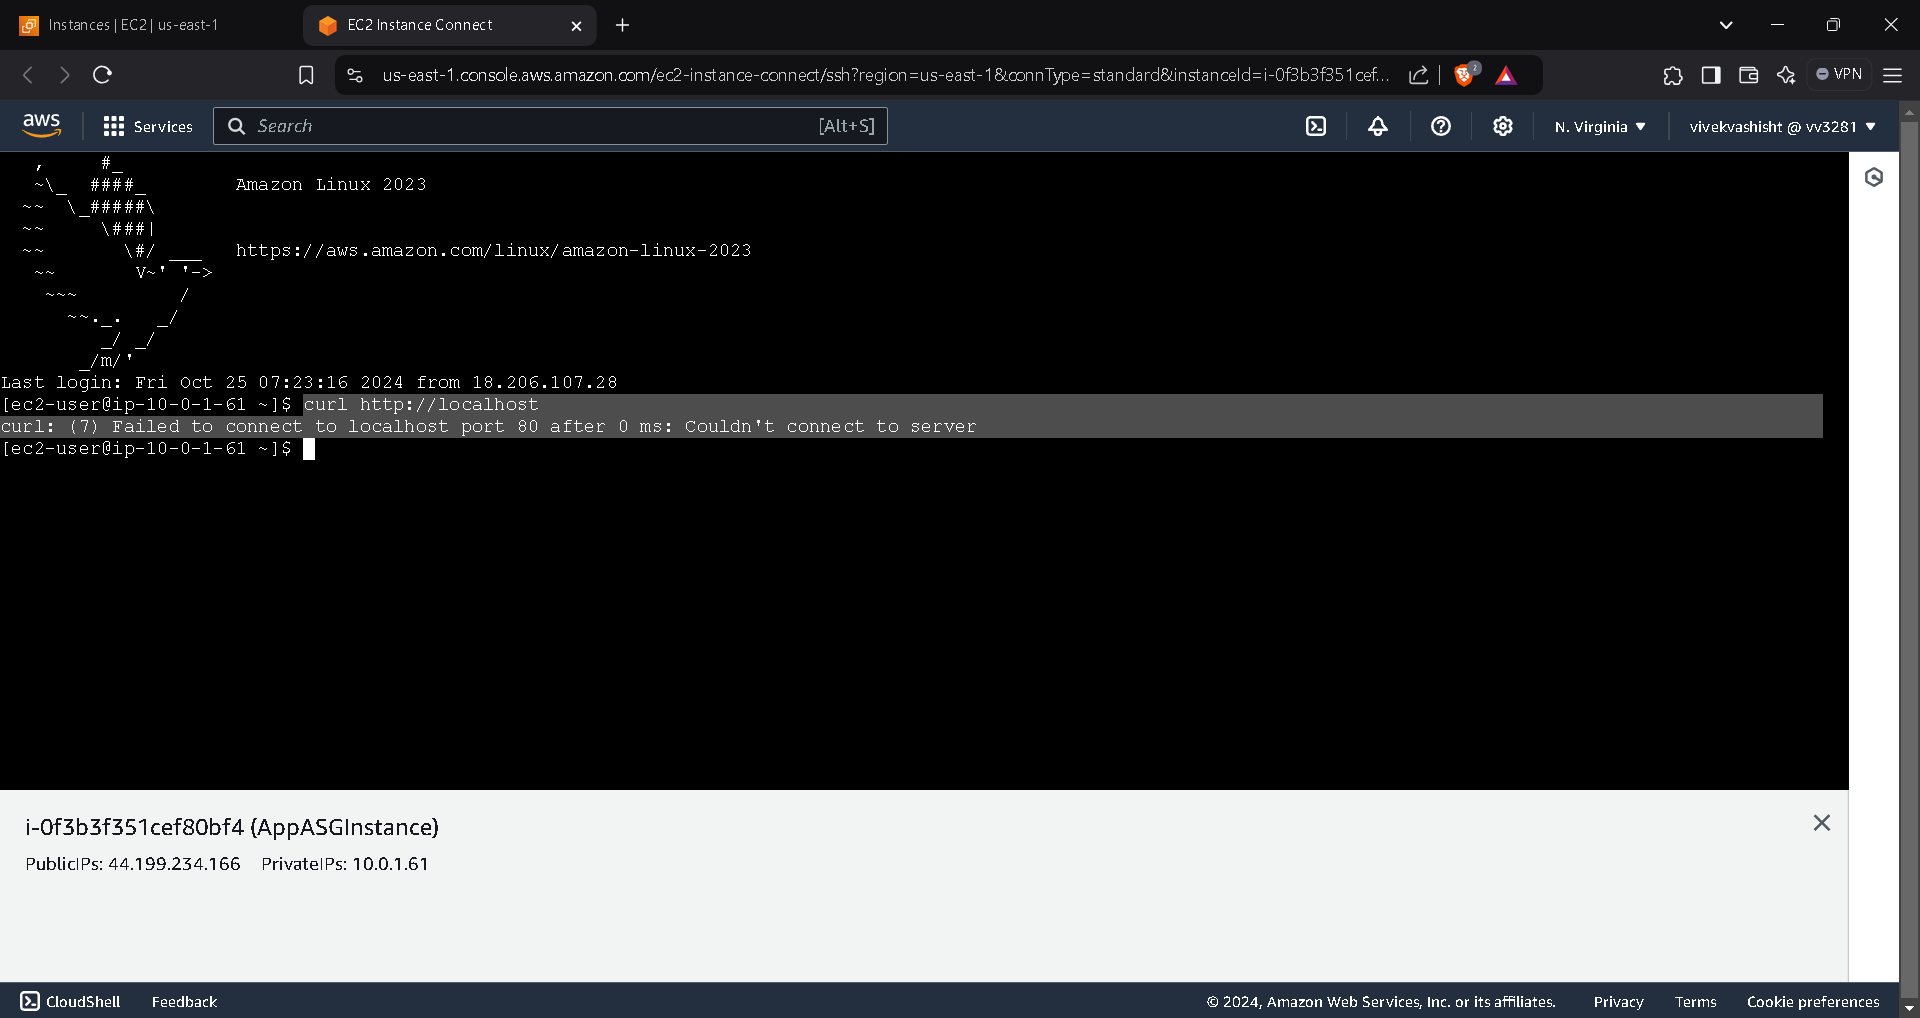 Instances | EC2 | us-east-1
EC2 Instance Connect
us-east-1.console.aws.amazon.com/ec2-instance-connect/ssh?region=us-east-1&connType=standard&instanceId=i-0f3b3f351cef...
2
VPN
aws
Services
Search
[Alt+S]
N. Virginia
vivekvashisht @ vv3281
   ,     #_
   ~\_  ####_        Amazon Linux 2023
  ~~  \_#####\
  ~~     \###|
  ~~       \#/ ___   https://aws.amazon.com/linux/amazon-linux-2023
   ~~       V~' '->
    ~~~         /
      ~~._.   _/
         _/ _/
       _/m/'
Last login: Fri Oct 25 07:23:16 2024 from 18.206.107.28
[ec2-user@ip-10-0-1-61 ~]$ curl http://localhost
curl: (7) Failed to connect to localhost port 80 after 0 ms: Couldn't connect to server
[ec2-user@ip-10-0-1-61 ~]$
i-0f3b3f351cef80bf4 (AppASGInstance)
PublicIPs: 44.199.234.166 PrivateIPs: 10.0.1.61
CloudShell
Feedback
© 2024, Amazon Web Services, Inc. or its affiliates.
Privacy
Terms
Cookie preferences